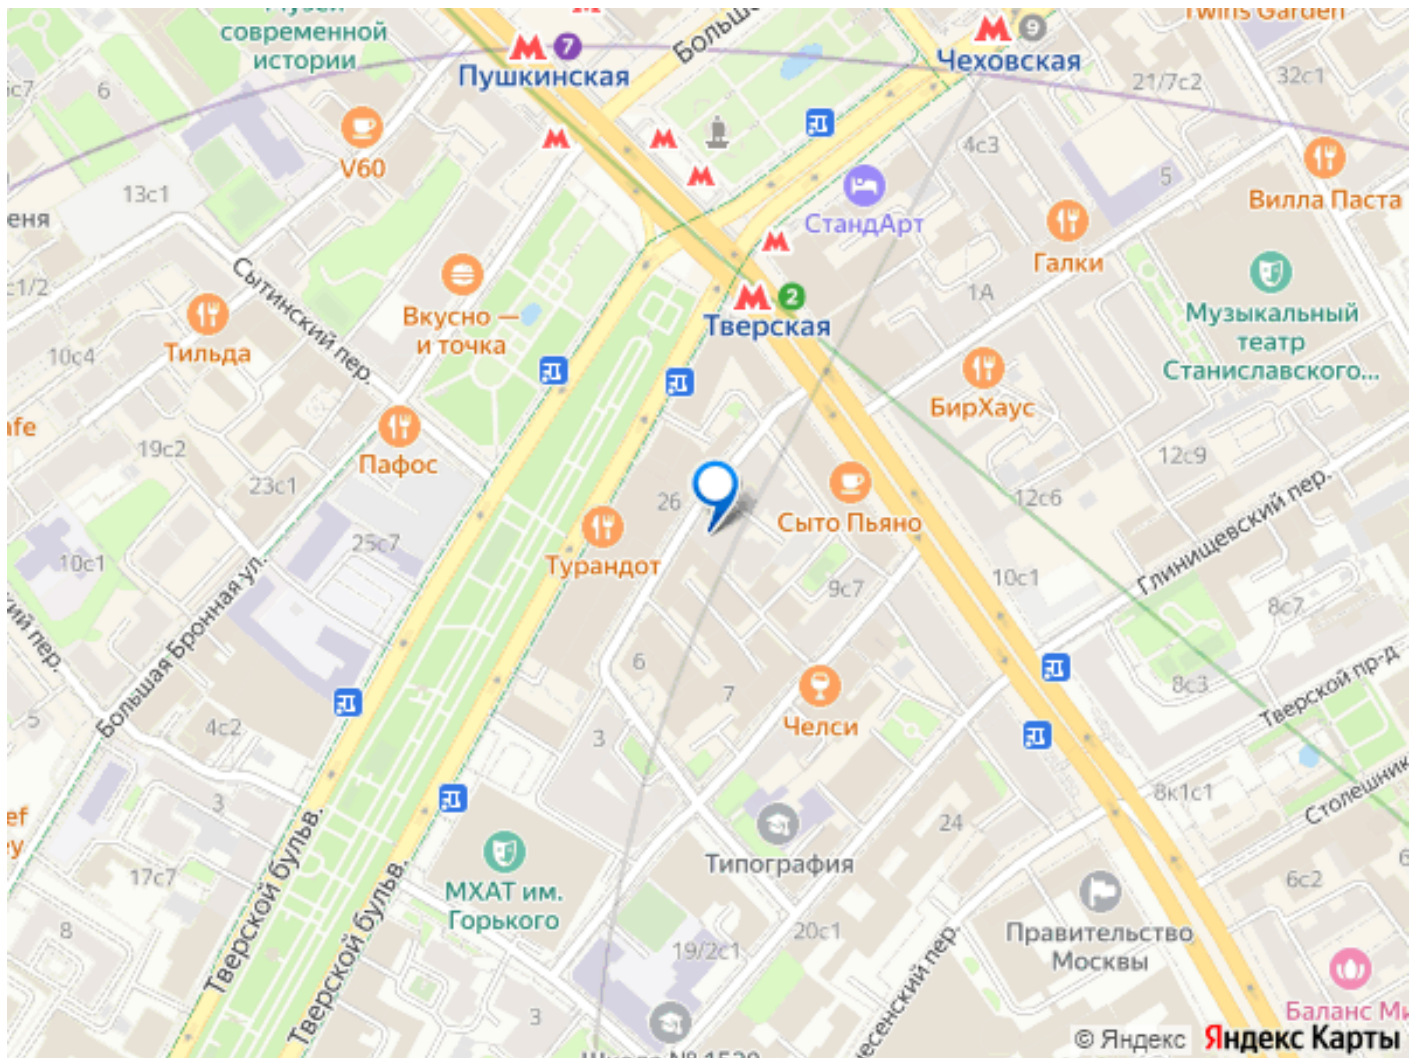 современной
истории
6
7
Пушкинская
9
Чеховская
Twins Garden
21/7с2
32с1
V60
13с1
4с3
5
Вилла Паста
СтандАрт
Галки
1А
Музыкальный
театр
Станиславского...
Сытинский пер.
Вкусно —
и точка
Тильда
10с4
2
Тверская
БирХаус
Пафос
19с2
23с1
25с7
10с1
26
Турандот
Сыто Пьяно
12с9
12с6
Глинищевский пер.
10с1
9с7
8с7
8с3
Тверской пр-д
Большая Бронная ул.
6
7
Челси
3
5
4с2
3
17с7
8
Тверской бульв.
Тверской бульв.
МХАТ им.
Горького
Типография
24
8к1с1
6с2
Правительство
Москвы
20с1
19/2с1
3
© Яндекс Яндекс Карты